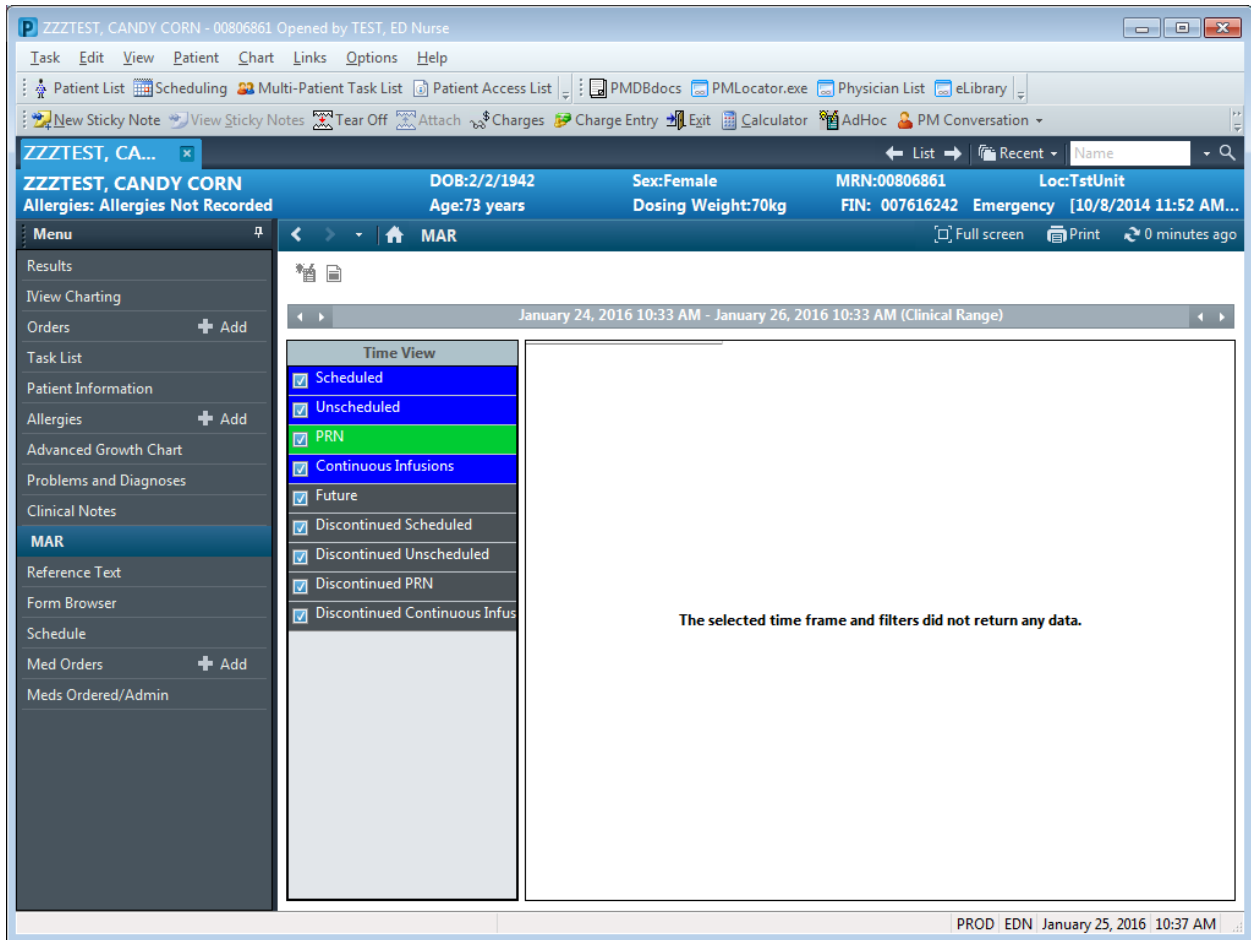 ZZZTEST, CANDY CORN - 00806861 Opened by TEST, ED Nurse
Task Edit View Patient Chart Links Options Help
Patient List Scheduling Multi-Patient Task List Patient Access List PMDBdocs PMLocator.exe Physician List eLibrary
New Sticky Note View Sticky Notes Tear Off Attach Charges Charge Entry Exit Calculator AdHoc PM Conversation
ZZZTEST, CA... List Recent Name
ZZZTEST, CANDY CORN DOB:2/2/1942 Sex:Female MRN:00806861 Loc:TstUnit
Allergies: Allergies Not Recorded Age:73 years Dosing Weight:70kg FIN: 007616242 Emergency [10/8/2014 11:52 AM...
Menu MAR Full screen Print 0 minutes ago
Results
IView Charting
Orders Add
Task List
Patient Information
Allergies Add
Advanced Growth Chart
Problems and Diagnoses
Clinical Notes
MAR
Reference Text
Form Browser
Schedule
Med Orders Add
Meds Ordered/Admin
January 24, 2016 10:33 AM - January 26, 2016 10:33 AM (Clinical Range)
Time View
Scheduled
Unscheduled
PRN
Continuous Infusions
Future
Discontinued Scheduled
Discontinued Unscheduled
Discontinued PRN
Discontinued Continuous Infus
The selected time frame and filters did not return any data.
PROD EDN January 25, 2016 10:37 AM